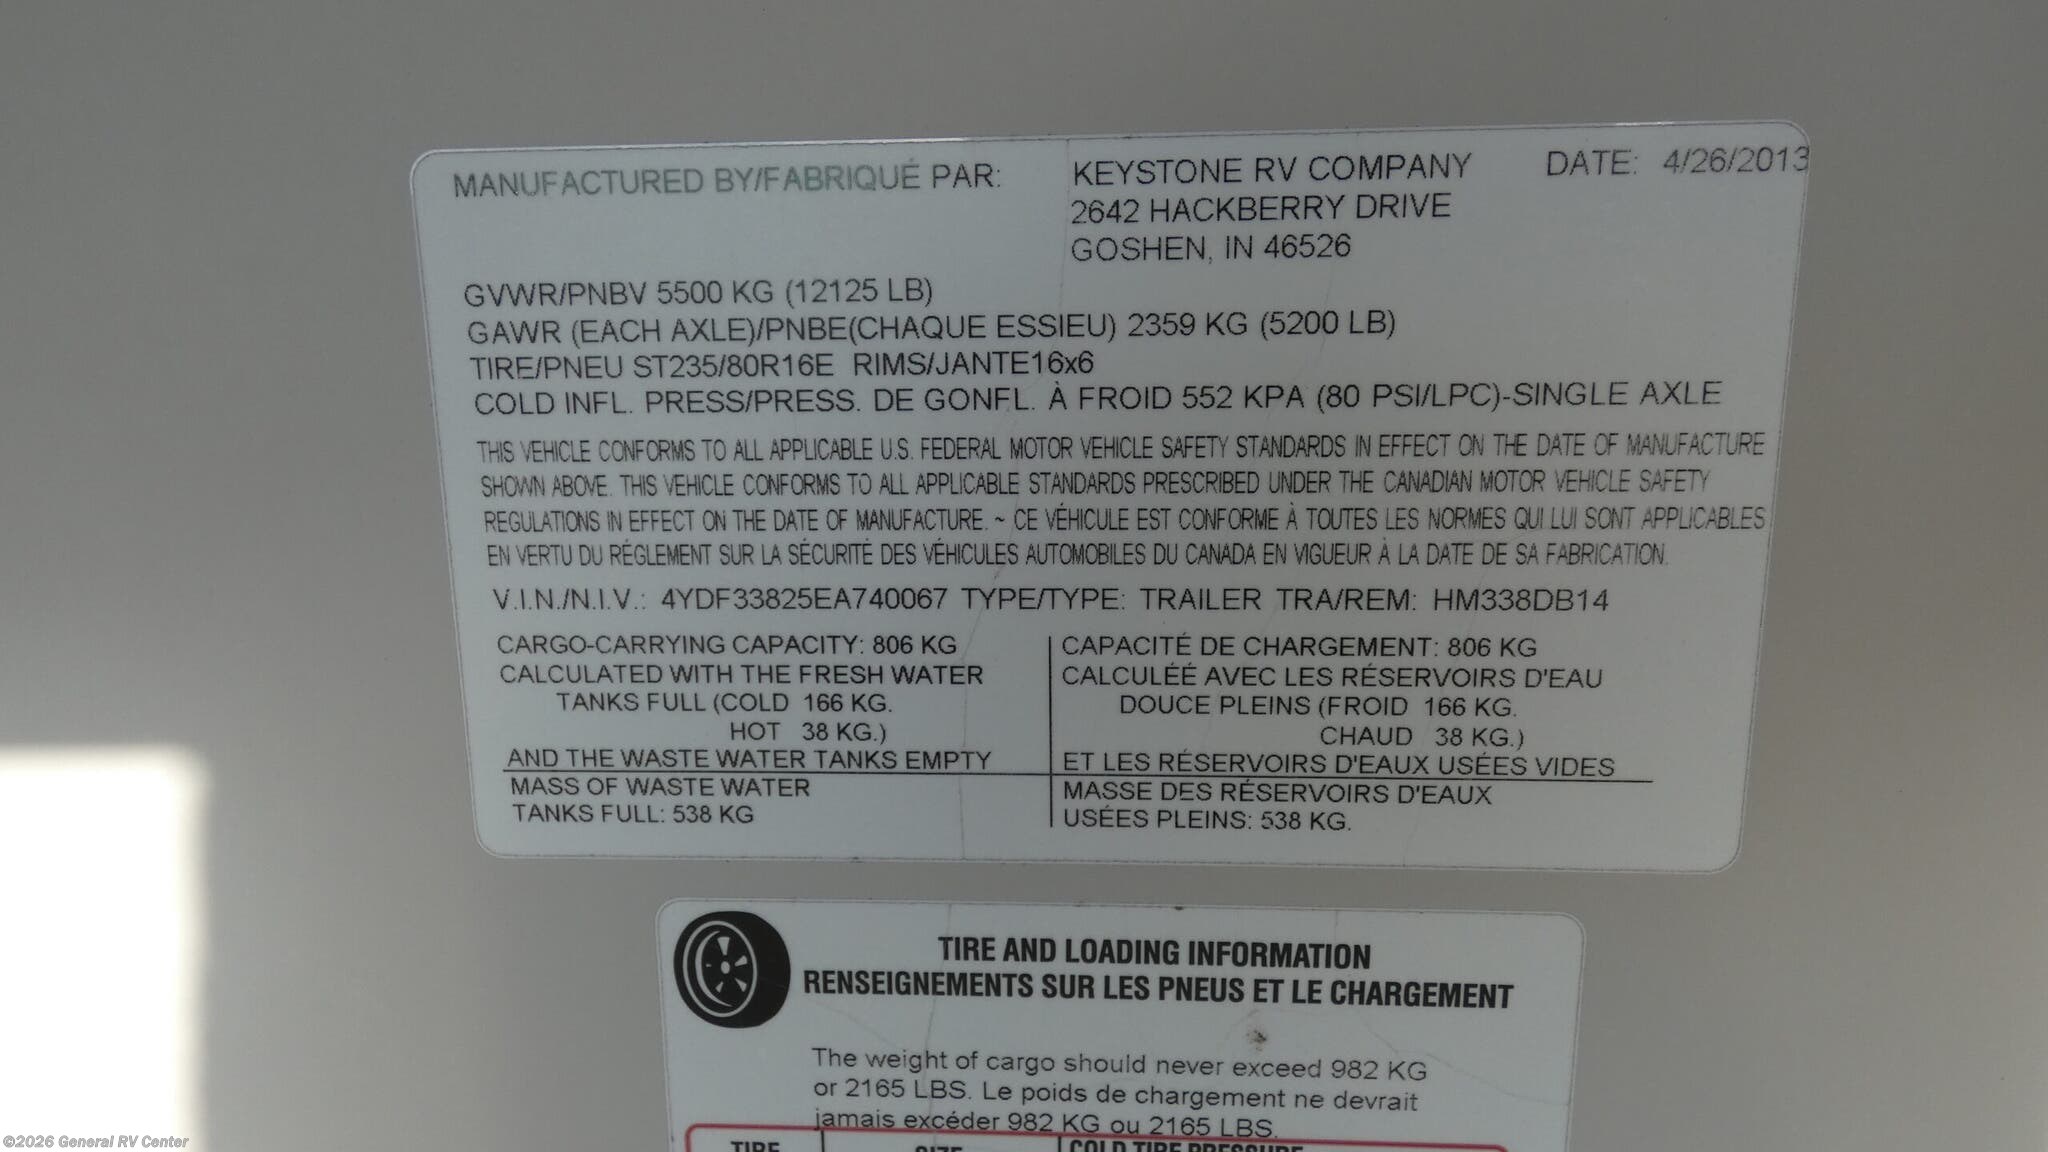 MANUFACTURED BY/FABRIQUÉ PAR: KEYSTONE RV COMPANY DATE: 4/26/2013
2642 HACKBERRY DRIVE
GOSHEN, IN 46526
GVWR/PNBV 5500 KG (12125 LB)
GAWR (EACH AXLE)/PNBE(CHAQUE ESSIEU) 2359 KG (5200 LB)
TIRE/PNEU ST235/80R16E RIMS/JANTE16x6
COLD INFL. PRESS/PRESS. DE GONFL. À FROID 552 KPA (80 PSI/LPC)-SINGLE AXLE
THIS VEHICLE CONFORMS TO ALL APPLICABLE U.S. FEDERAL MOTOR VEHICLE SAFETY STANDARDS IN EFFECT ON THE DATE OF MANUFACTURE
SHOWN ABOVE. THIS VEHICLE CONFORMS TO ALL APPLICABLE STANDARDS PRESCRIBED UNDER THE CANADIAN MOTOR VEHICLE SAFETY
REGULATIONS IN EFFECT ON THE DATE OF MANUFACTURE. ~ CE VÉHICULE EST CONFORME À TOUTES LES NORMES QUI LUI SONT APPLICABLES
EN VERTU DU RÉGLEMENT SUR LA SÉCURITÉ DES VÉHICULES AUTOMOBILES DU CANADA EN VIGUEUR À LA DATE DE SA FABRICATION.
V.I.N./N.I.V.: 4YDF33825EA740067 TYPE/TYPE: TRAILER TRA/REM: HM338DB14
CARGO-CARRYING CAPACITY: 806 KG
CALCULATED WITH THE FRESH WATER
TANKS FULL (COLD 166 KG.
HOT 38 KG.)
AND THE WASTE WATER TANKS EMPTY
MASS OF WASTE WATER
TANKS FULL: 538 KG
CAPACITÉ DE CHARGEMENT: 806 KG
CALCULÉÉ AVEC LES RÉSERVOIRS D'EAU
DOUCE PLEINS (FROID 166 KG.
CHAUD 38 KG.)
ET LES RÉSERVOIRS D'EAUX USÉES VIDES
MASSE DES RÉSERVOIRS D'EAUX
USÉES PLEINS: 538 KG.
TIRE AND LOADING INFORMATION
RENSEIGNEMENTS SUR LES PNEUS ET LE CHARGEMENT
The weight of cargo should never exceed 982 KG
or 2165 LBS. Le poids de chargement ne devrait
jamais excéder 982 KG ou 2165 LBS.
TIRE SIZE COLD TIRE PRESSURE
©2026 General RV Center